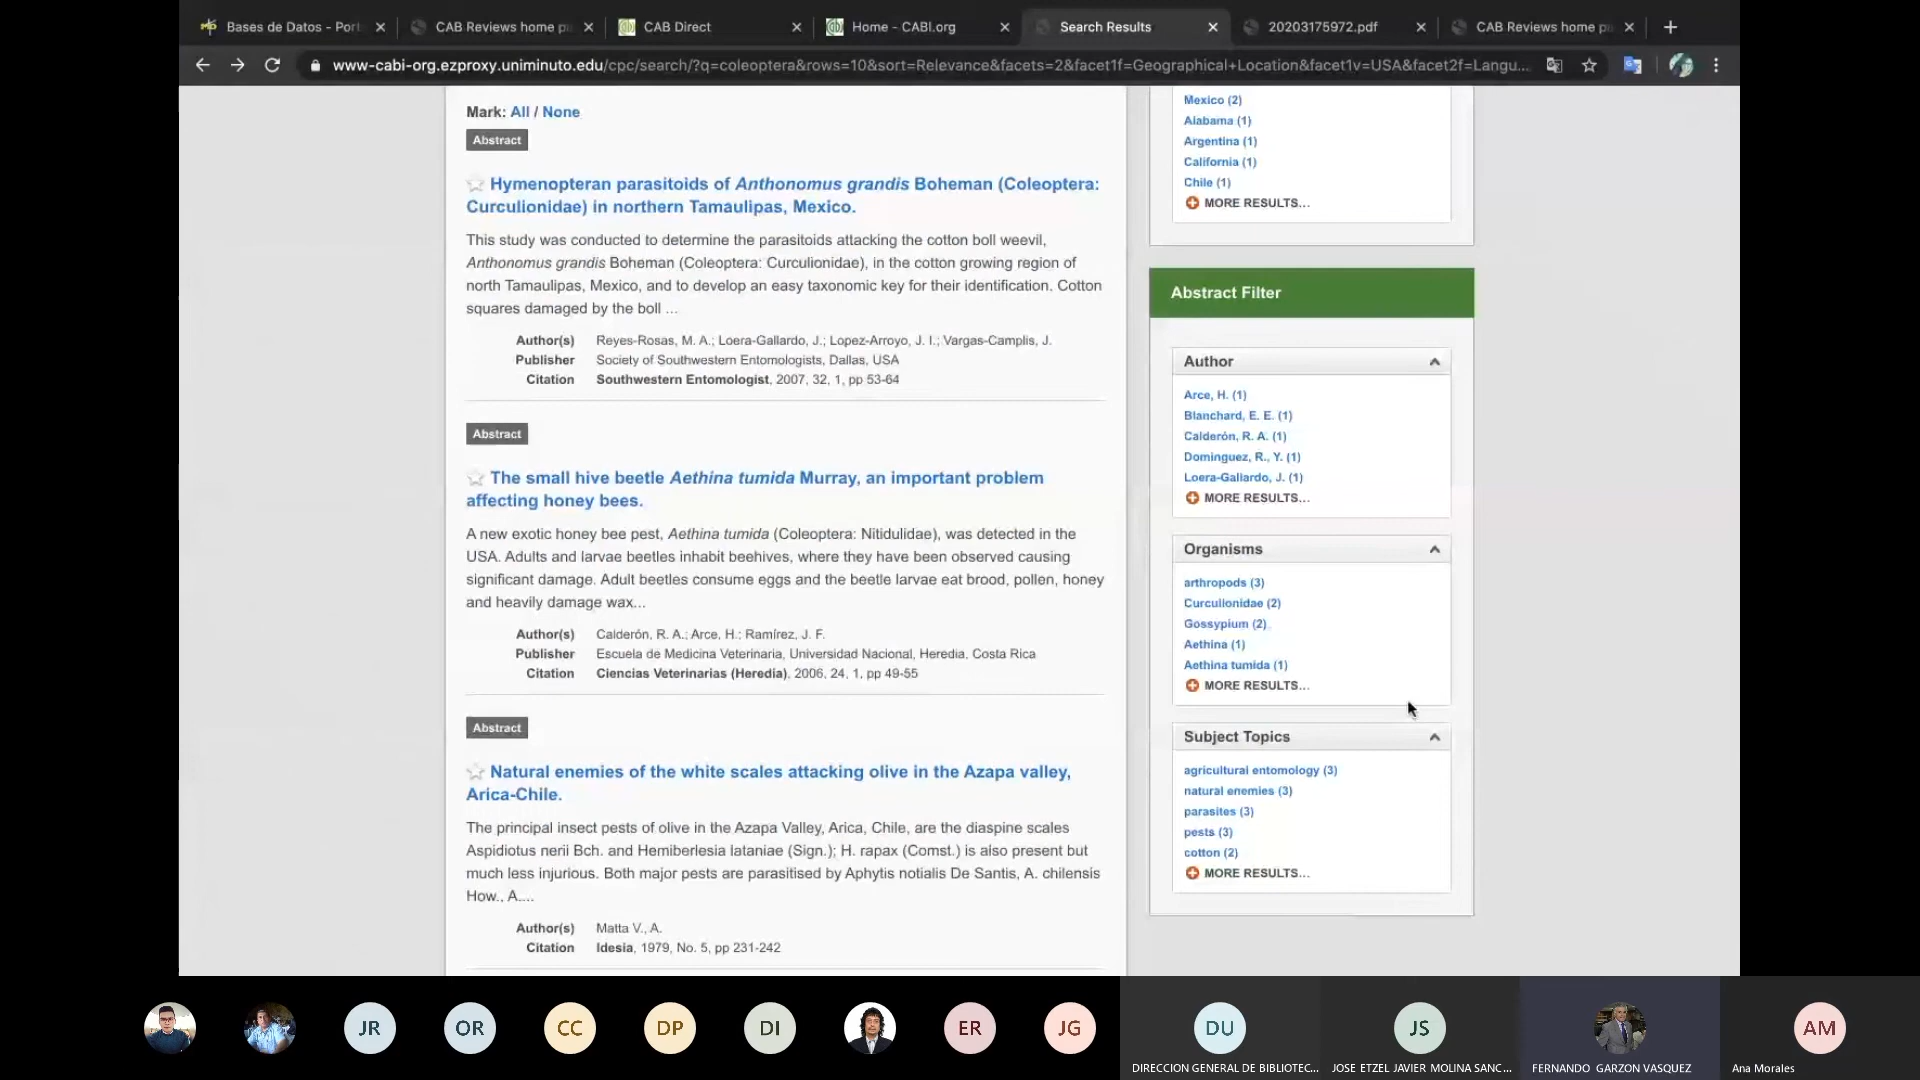 Bases de Datos - Port
CAB Reviews home p
CAB Direct
Home - CABI.org
Search Results
20203175972.pdf
CAB Reviews home p
www-cabi-org.ezproxy.uniminuto.edu/cpc/search/?q=coleoptera&rows=10&sort=Relevance&facets=2&facet1f=Geographical+Location&facet1v=USA&facet2f=Langu...
Mark: All / None
Abstract
Hymenopteran parasitoids of Anthonomus grandis Boheman (Coleoptera:
Curculionidae) in northern Tamaulipas, Mexico.
This study was conducted to determine the parasitoids attacking the cotton boll weevil,
Anthonomus grandis Boheman (Coleoptera: Curculionidae), in the cotton growing region of
north Tamaulipas, Mexico, and to develop an easy taxonomic key for their identification. Cotton
squares damaged by the boll ...
Author(s) Reyes-Rosas, M. A.; Loera-Gallardo, J.; Lopez-Arroyo, J. I.; Vargas-Camplis, J.
Publisher Society of Southwestern Entomologists, Dallas, USA
Citation Southwestern Entomologist, 2007, 32, 1, pp 53-64
Abstract
The small hive beetle Aethina tumida Murray, an important problem
affecting honey bees.
A new exotic honey bee pest, Aethina tumida (Coleoptera: Nitidulidae), was detected in the
USA. Adults and larvae beetles inhabit beehives, where they have been observed causing
significant damage. Adult beetles consume eggs and the beetle larvae eat brood, pollen, honey
and heavily damage wax...
Author(s) Calderón, R. A.; Arce, H.; Ramírez, J. F.
Publisher Escuela de Medicina Veterinaria, Universidad Nacional, Heredia, Costa Rica
Citation Ciencias Veterinarias (Heredia), 2006, 24, 1, pp 49-55
Abstract
Natural enemies of the white scales attacking olive in the Azapa valley,
Arica-Chile.
The principal insect pests of olive in the Azapa Valley, Arica, Chile, are the diaspine scales
Aspidiotus nerii Bch. and Hemiberlesia lataniae (Sign.); H. rapax (Comst.) is also present but
much less injurious. Both major pests are parasitised by Aphytis notialis De Santis, A. chilensis
How., A....
Author(s) Matta V., A.
Citation Idesia, 1979, No. 5, pp 231-242
Mexico (2)
Alabama (1)
Argentina (1)
California (1)
Chile (1)
MORE RESULTS...
Abstract Filter
Author
Arce, H. (1)
Blanchard, E. E. (1)
Calderón, R. A. (1)
Dominguez, R., Y. (1)
Loera-Gallardo, J. (1)
MORE RESULTS...
Organisms
arthropods (3)
Curculionidae (2)
Gossypium (2)
Aethina (1)
Aethina tumida (1)
MORE RESULTS...
Subject Topics
agricultural entomology (3)
natural enemies (3)
parasites (3)
pests (3)
cotton (2)
MORE RESULTS...
JR
OR
CC
DP
DI
ER
JG
DU
JS
AM
DIRECCION GENERAL DE BIBLIOTEC...
JOSE ETZEL JAVIER MOLINA SANC...
FERNANDO GARZON VASQUEZ
Ana Morales